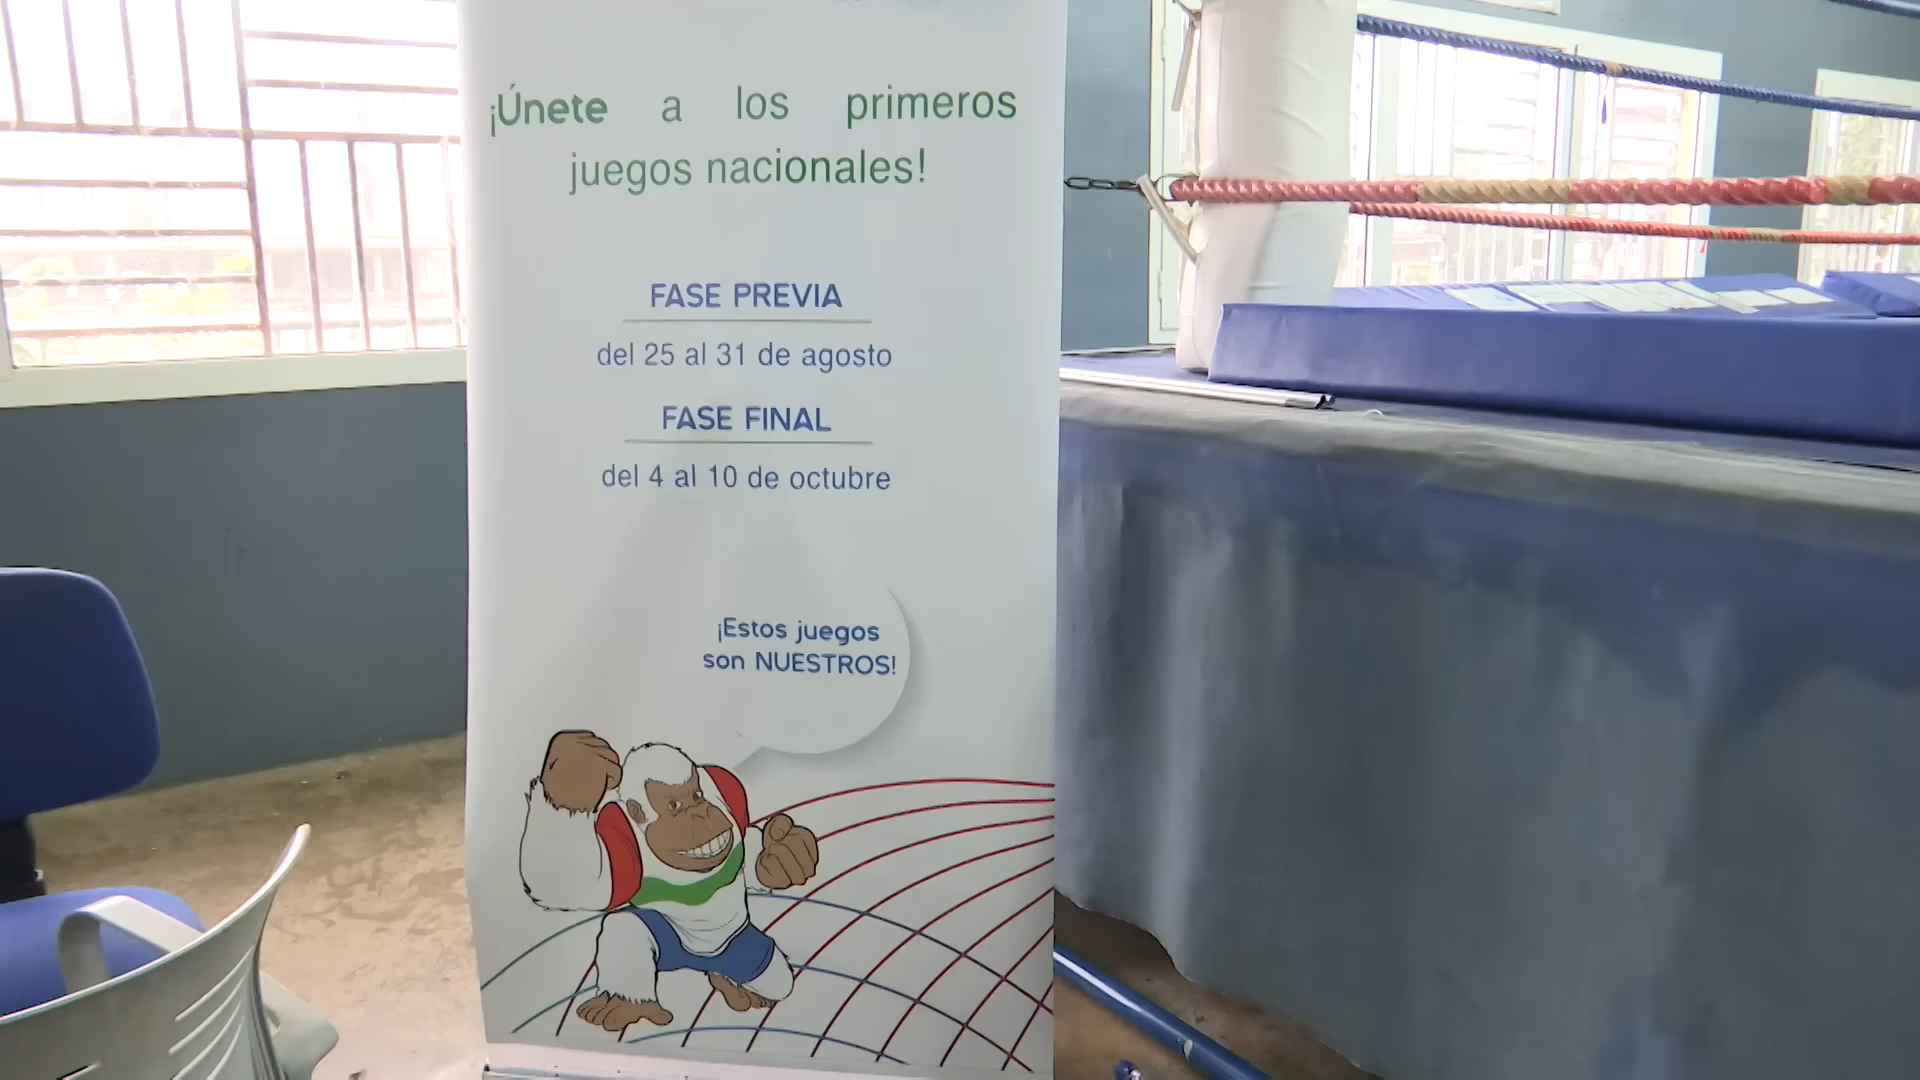 ¡Únete a los primeros
juegos nacionales!
FASE PREVIA
del 25 al 31 de agosto
FASE FINAL
del 4 al 10 de octubre
¡Estos juegos
son NUESTROS!